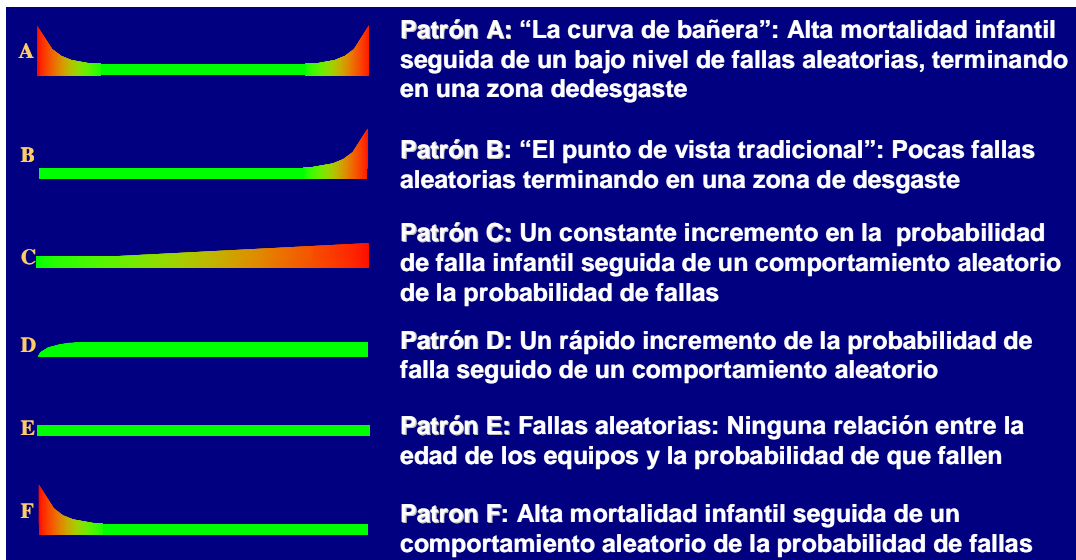 A
Patrón A: “La curva de bañera”: Alta mortalidad infantil
seguida de un bajo nivel de fallas aleatorias, terminando
en una zona dedesgaste
B
Patrón B: “El punto de vista tradicional”: Pocas fallas
aleatorias terminando en una zona de desgaste
C
Patrón C: Un constante incremento en la probabilidad
de falla infantil seguida de un comportamiento aleatorio
de la probabilidad de fallas
D
Patrón D: Un rápido incremento de la probabilidad de
falla seguido de un comportamiento aleatorio
E
Patrón E: Fallas aleatorias: Ninguna relación entre la
edad de los equipos y la probabilidad de que fallen
F
Patron F: Alta mortalidad infantil seguida de un
comportamiento aleatorio de la probabilidad de fallas